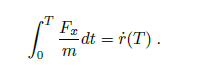 ∫₀ᵀ Fₓ/m dt = ṙ(T) .